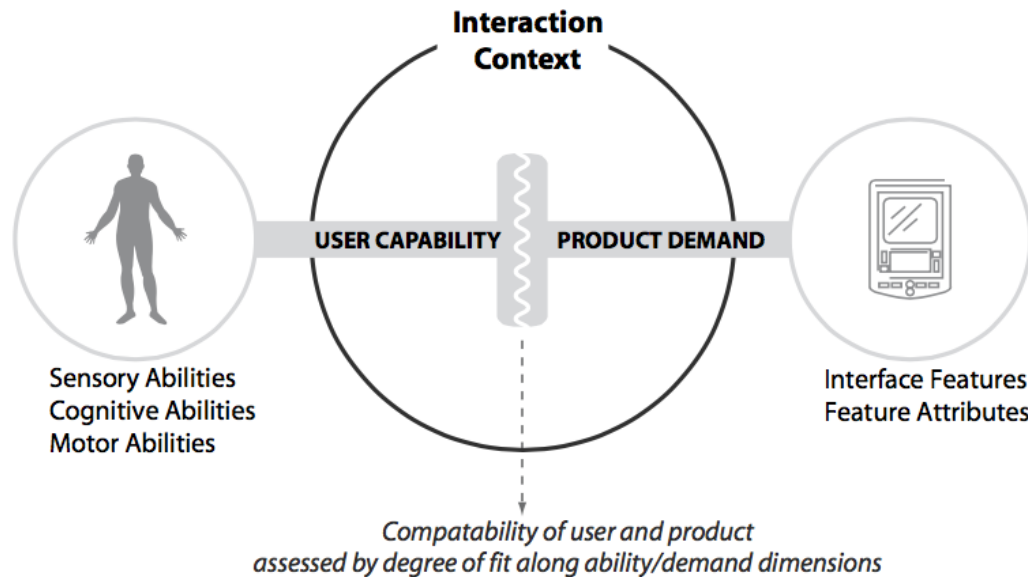 Interaction
Context
USER CAPABILITY
PRODUCT DEMAND
Sensory Abilities
Cognitive Abilities
Motor Abilities
Interface Features
Feature Attributes
Compatability of user and product
assessed by degree of fit along ability/demand dimensions